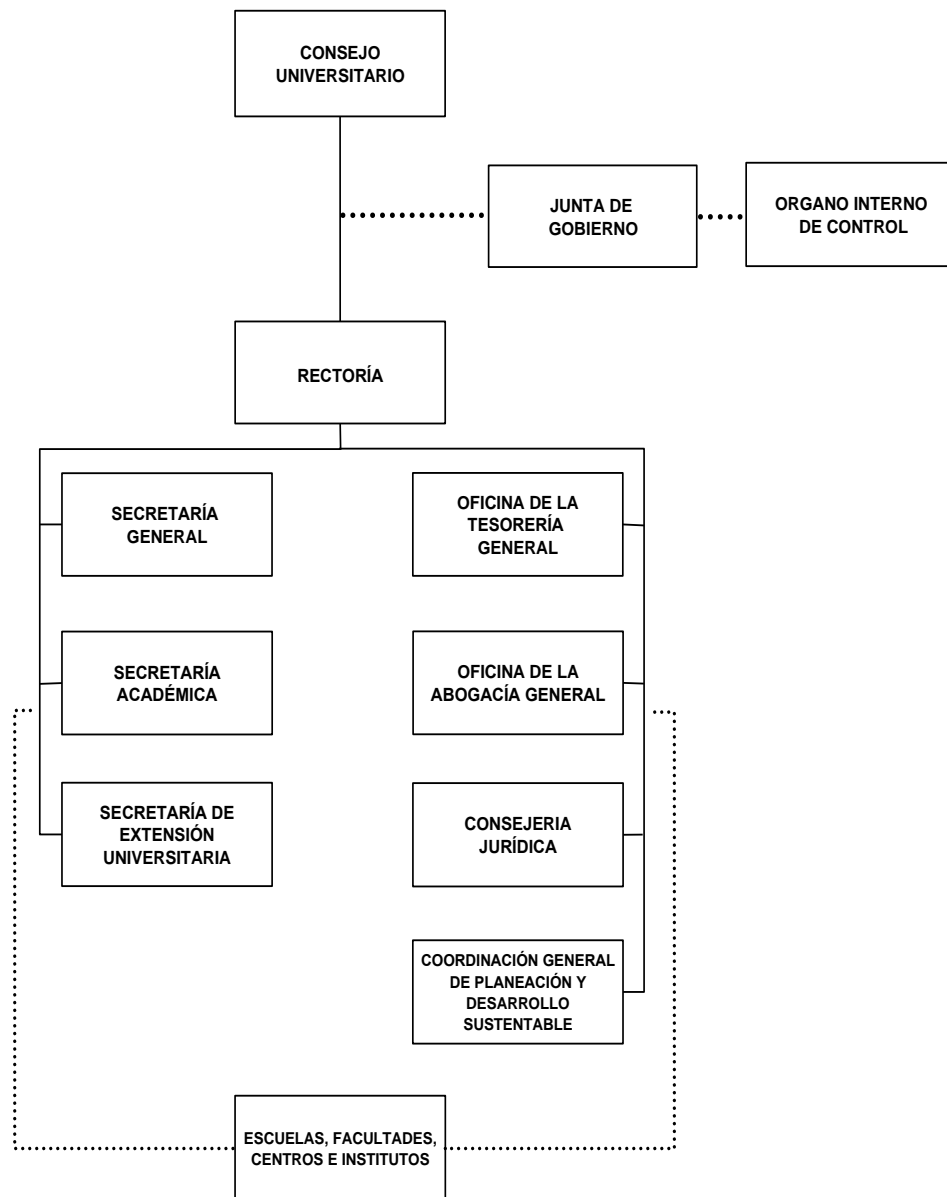 CONSEJO
UNIVERSITARIO
JUNTA DE
GOBIERNO
ORGANO INTERNO
DE CONTROL
RECTORÍA
SECRETARÍA
GENERAL
OFICINA DE LA
TESORERÍA
GENERAL
SECRETARÍA
ACADÉMICA
OFICINA DE LA
ABOGACÍA GENERAL
SECRETARÍA DE
EXTENSIÓN
UNIVERSITARIA
CONSEJERIA
JURÍDICA
COORDINACIÓN GENERAL
DE PLANEACIÓN Y
DESARROLLO
SUSTENTABLE
ESCUELAS, FACULTADES,
CENTROS E INSTITUTOS